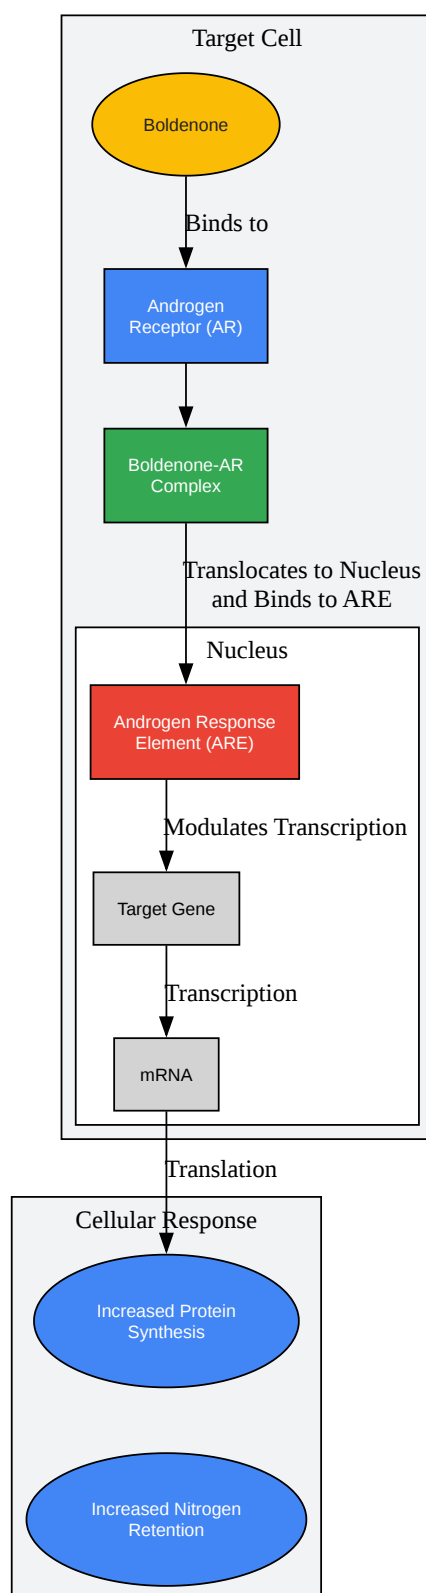 Target Cell
Boldenone
Binds to
Androgen
Receptor (AR)
Boldenone-AR
Complex
Translocates to Nucleus
and Binds to ARE
Nucleus
Androgen Response
Element (ARE)
Modulates Transcription
Target Gene
Transcription
mRNA
Translation
Cellular Response
Increased Protein
Synthesis
Increased Nitrogen
Retention